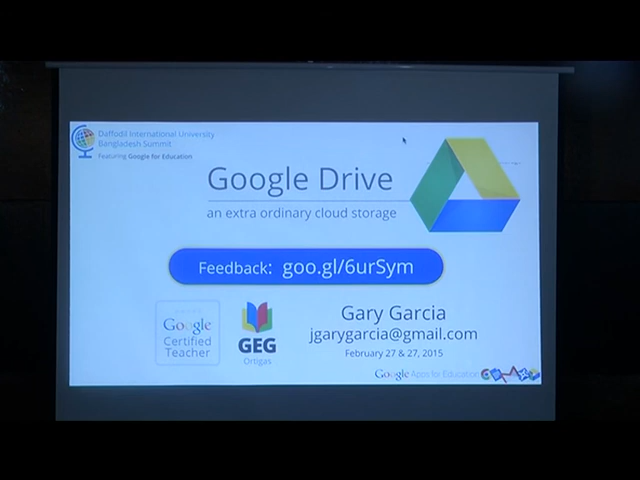 Daffodil International University
Bangladesh Summit
Featuring Google for Education
Google Drive
an extra ordinary cloud storage
Feedback: goo.gl/6urSym
Google
Certified
Teacher
GEG
Ortigas
Gary Garcia
jgarygarcia@gmail.com
February 27 & 27, 2015
Google Apps for Education